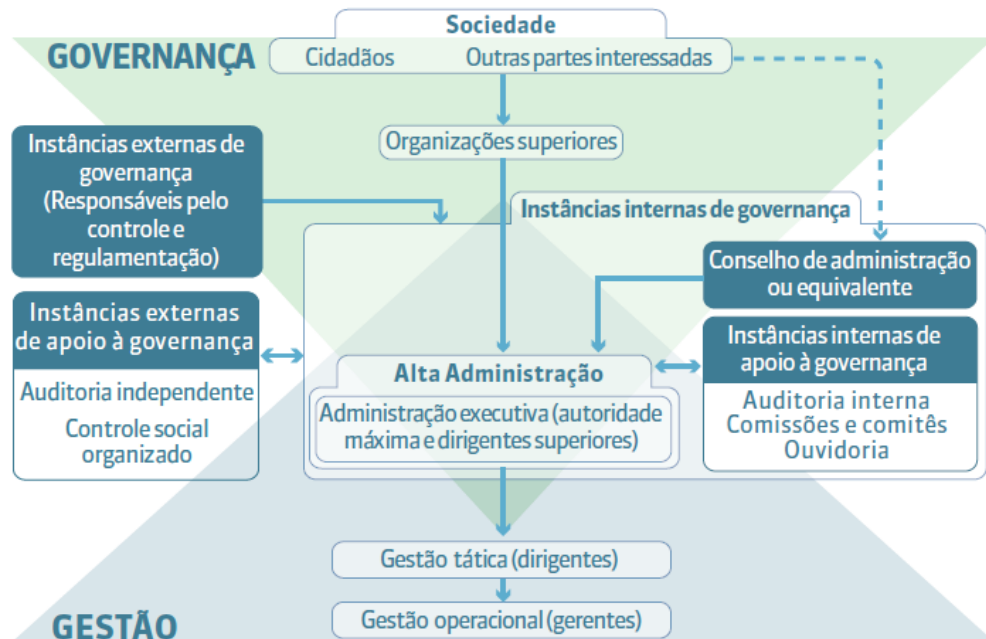 Sociedade
GOVERNANÇA
Cidadãos
Outras partes interessadas
Organizações superiores
Instâncias externas de
governança
(Responsáveis pelo
controle e
regulamentação)
Instâncias internas de governança
Conselho de administração
ou equivalente
Instâncias externas
de apoio à governança
Auditoria independente
Controle social
organizado
Alta Administração
Administração executiva (autoridade
máxima e dirigentes superiores)
Instâncias internas de
apoio à governança
Auditoria interna
Comissões e comitês
Ouvidoria
Gestão tática (dirigentes)
Gestão operacional (gerentes)
GESTÃO